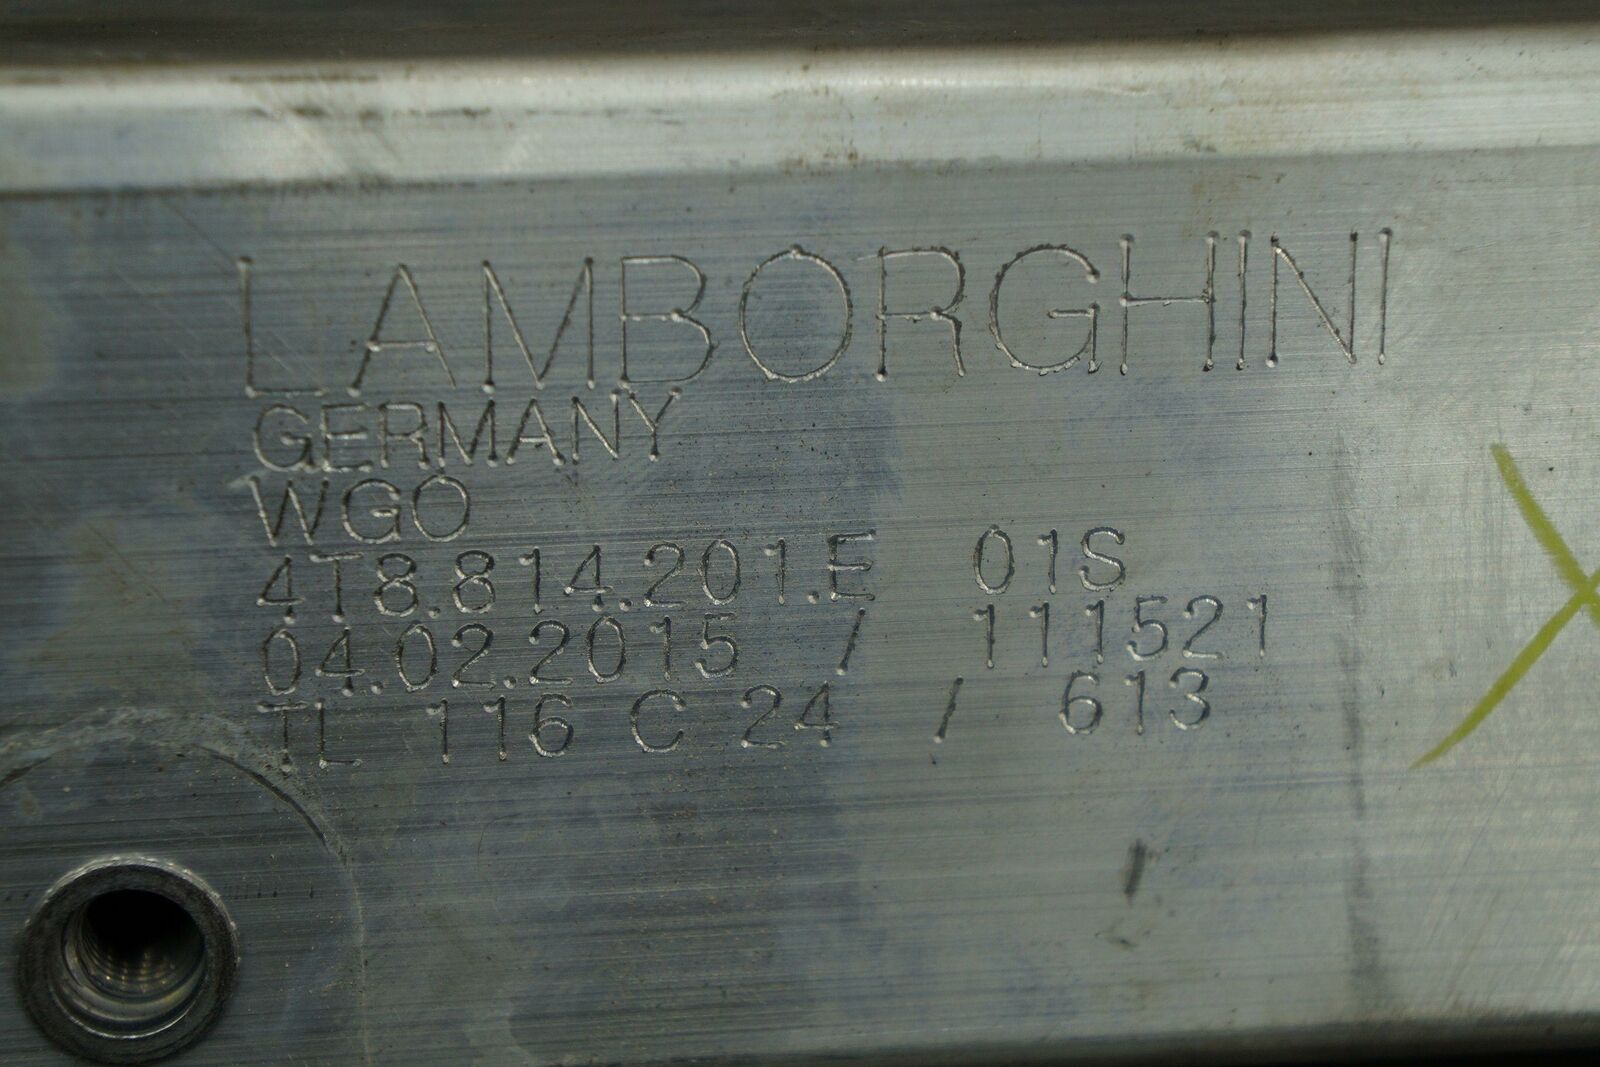 LAMBORGHINI
GERMANY
WGO
4T8.814.201.E 01S
04.02.2015 / 111521
TL 116 C 24 / 613